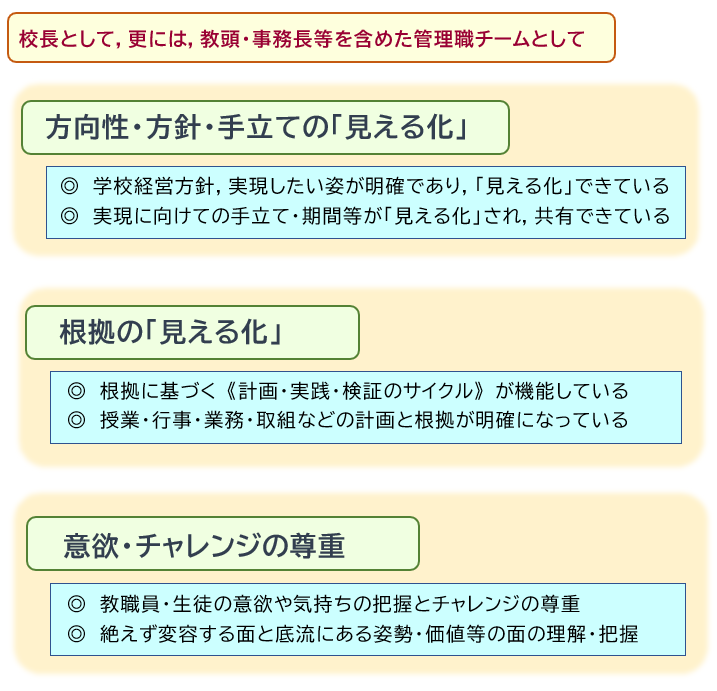 校長として，更には，教頭・事務長等を含めた管理職チームとして
方向性・方針・手立ての「見える化」
◎ 学校経営方針，実現したい姿が明確であり，「見える化」できている
◎ 実現に向けての手立て・期間等が「見える化」され，共有できている
根拠の「見える化」
◎ 根拠に基づく《計画・実践・検証のサイクル》が機能している
◎ 授業・行事・業務・取組などの計画と根拠が明確になっている
意欲・チャレンジの尊重
◎ 教職員・生徒の意欲や気持ちの把握とチャレンジの尊重
◎ 絶えず変容する面と底流にある姿勢・価値等の面の理解・把握